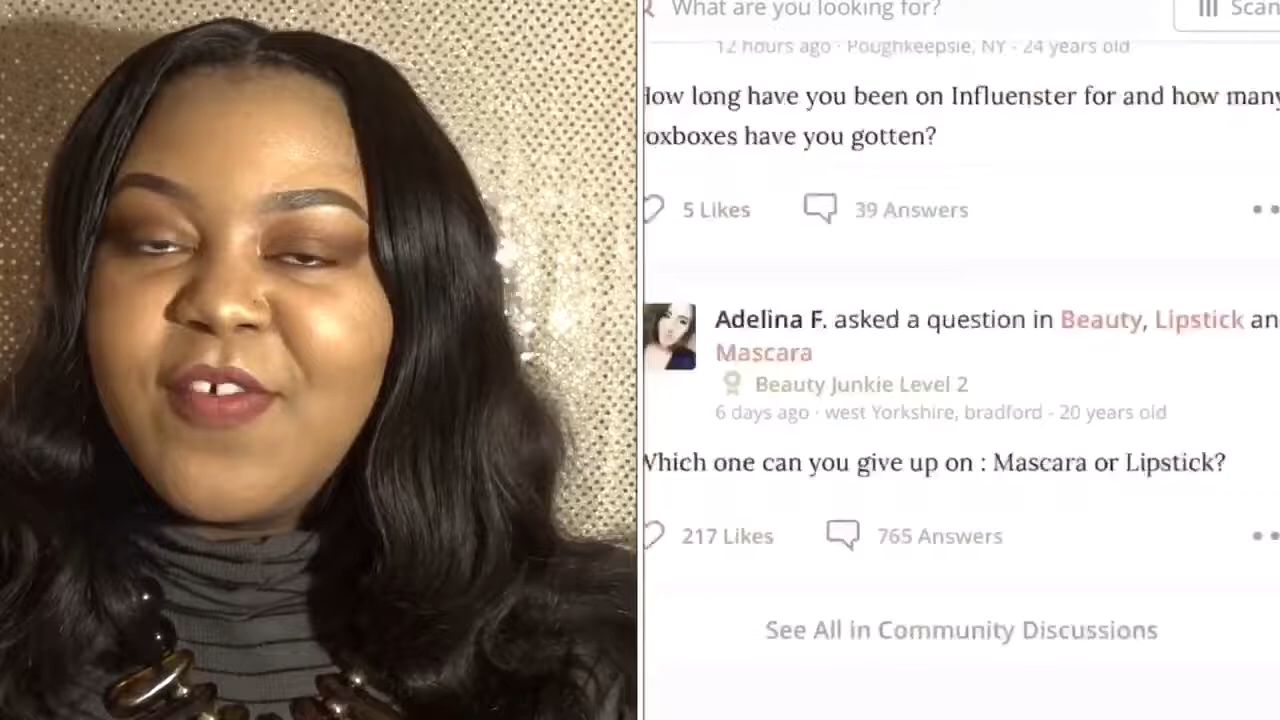 What are you looking for?
Scan
12 hours ago · Poughkeepsie, NY - 24 years old
How long have you been on Influenster for and how many
oxboxes have you gotten?
5 Likes
39 Answers
Adelina F. asked a question in Beauty, Lipstick an
Mascara
Beauty Junkie Level 2
6 days ago · west Yorkshire, bradford - 20 years old
Which one can you give up on : Mascara or Lipstick?
217 Likes
765 Answers
See All in Community Discussions